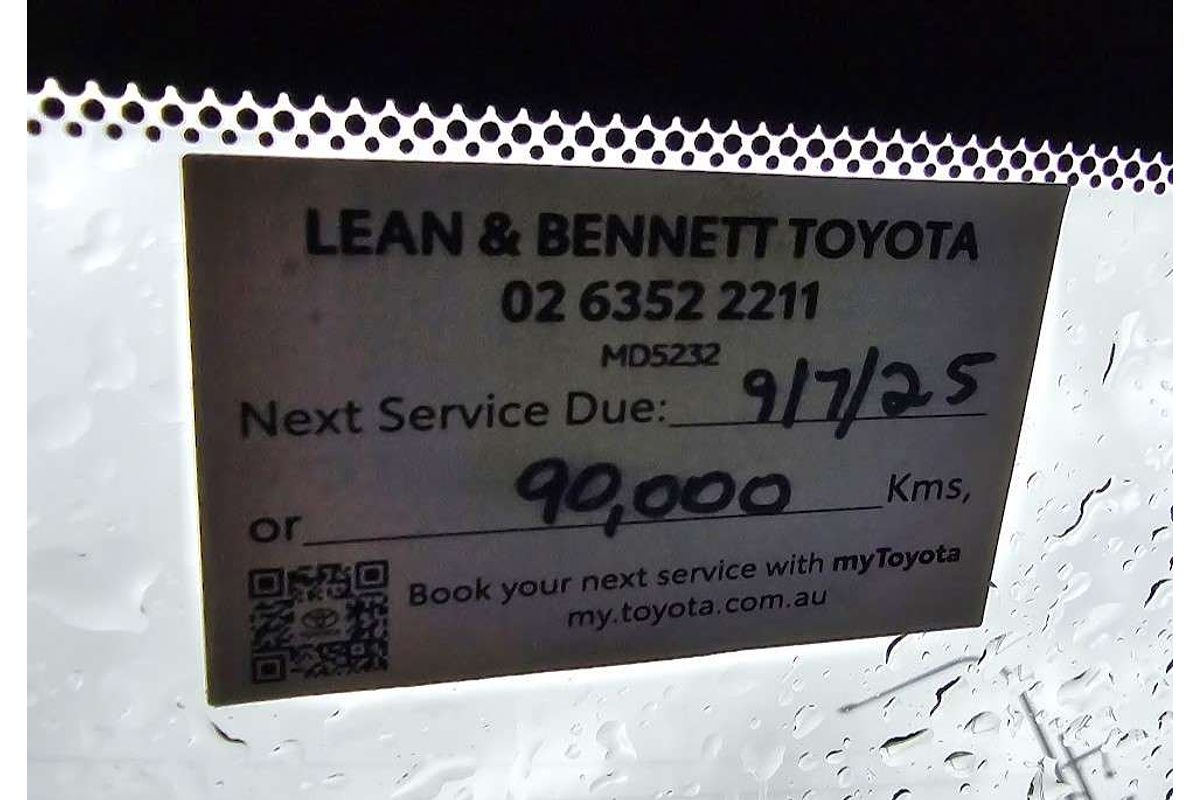 LEAN & BENNETT TOYOTA
02 6352 2211
MD5232
Next Service Due: 9/7/25
or 90,000 Kms,
Book your next service with myToyota
my.toyota.com.au